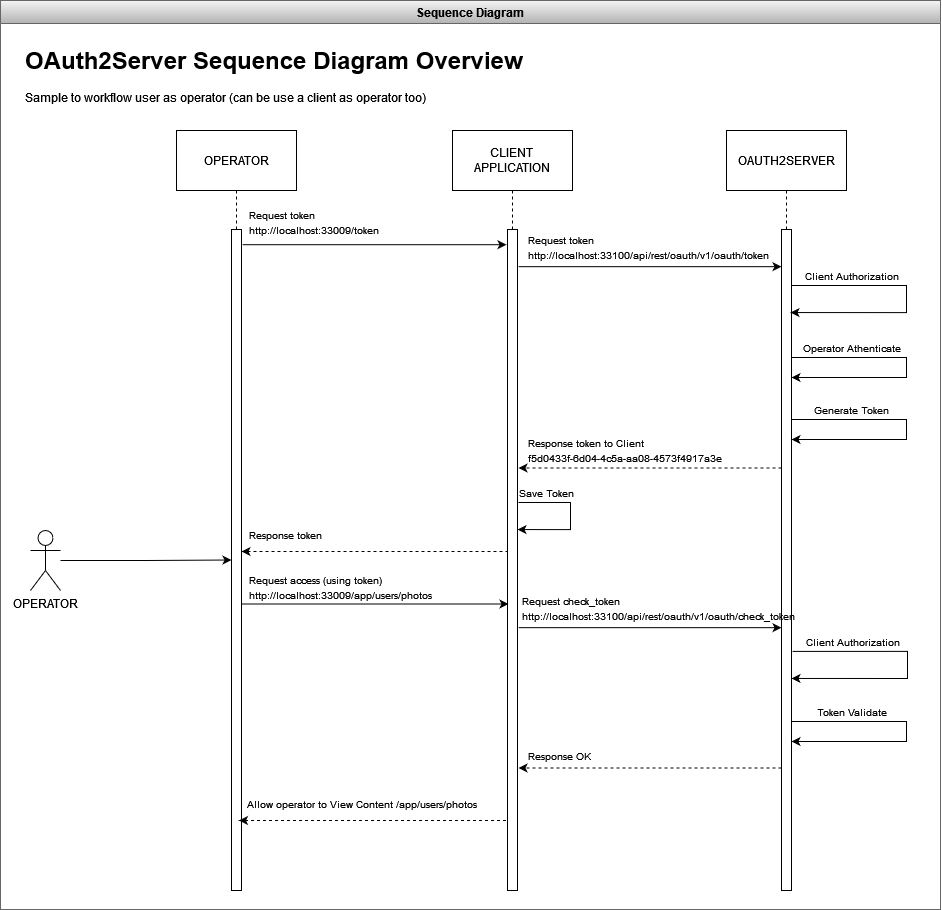 Sequence Diagram
OAuth2Server Sequence Diagram Overview
Sample to workflow user as operator (can be use a client as operator too)
OPERATOR
CLIENT
APPLICATION
OAUTH2SERVER
Request token
http://localhost:33009/token
Request token
http://localhost:33100/api/rest/oauth/v1/oauth/token
Client Authorization
Operator Athenticate
Generate Token
Response token to Client
f5d0433f-6d04-4c5a-aa08-4573f4917a3e
Save Token
Response token
OPERATOR
Request access (using token)
http://localhost:33009/app/users/photos
Request check_token
http://localhost:33100/api/rest/oauth/v1/oauth/check_token
Client Authorization
Token Validate
Response OK
Allow operator to View Content /app/users/photos